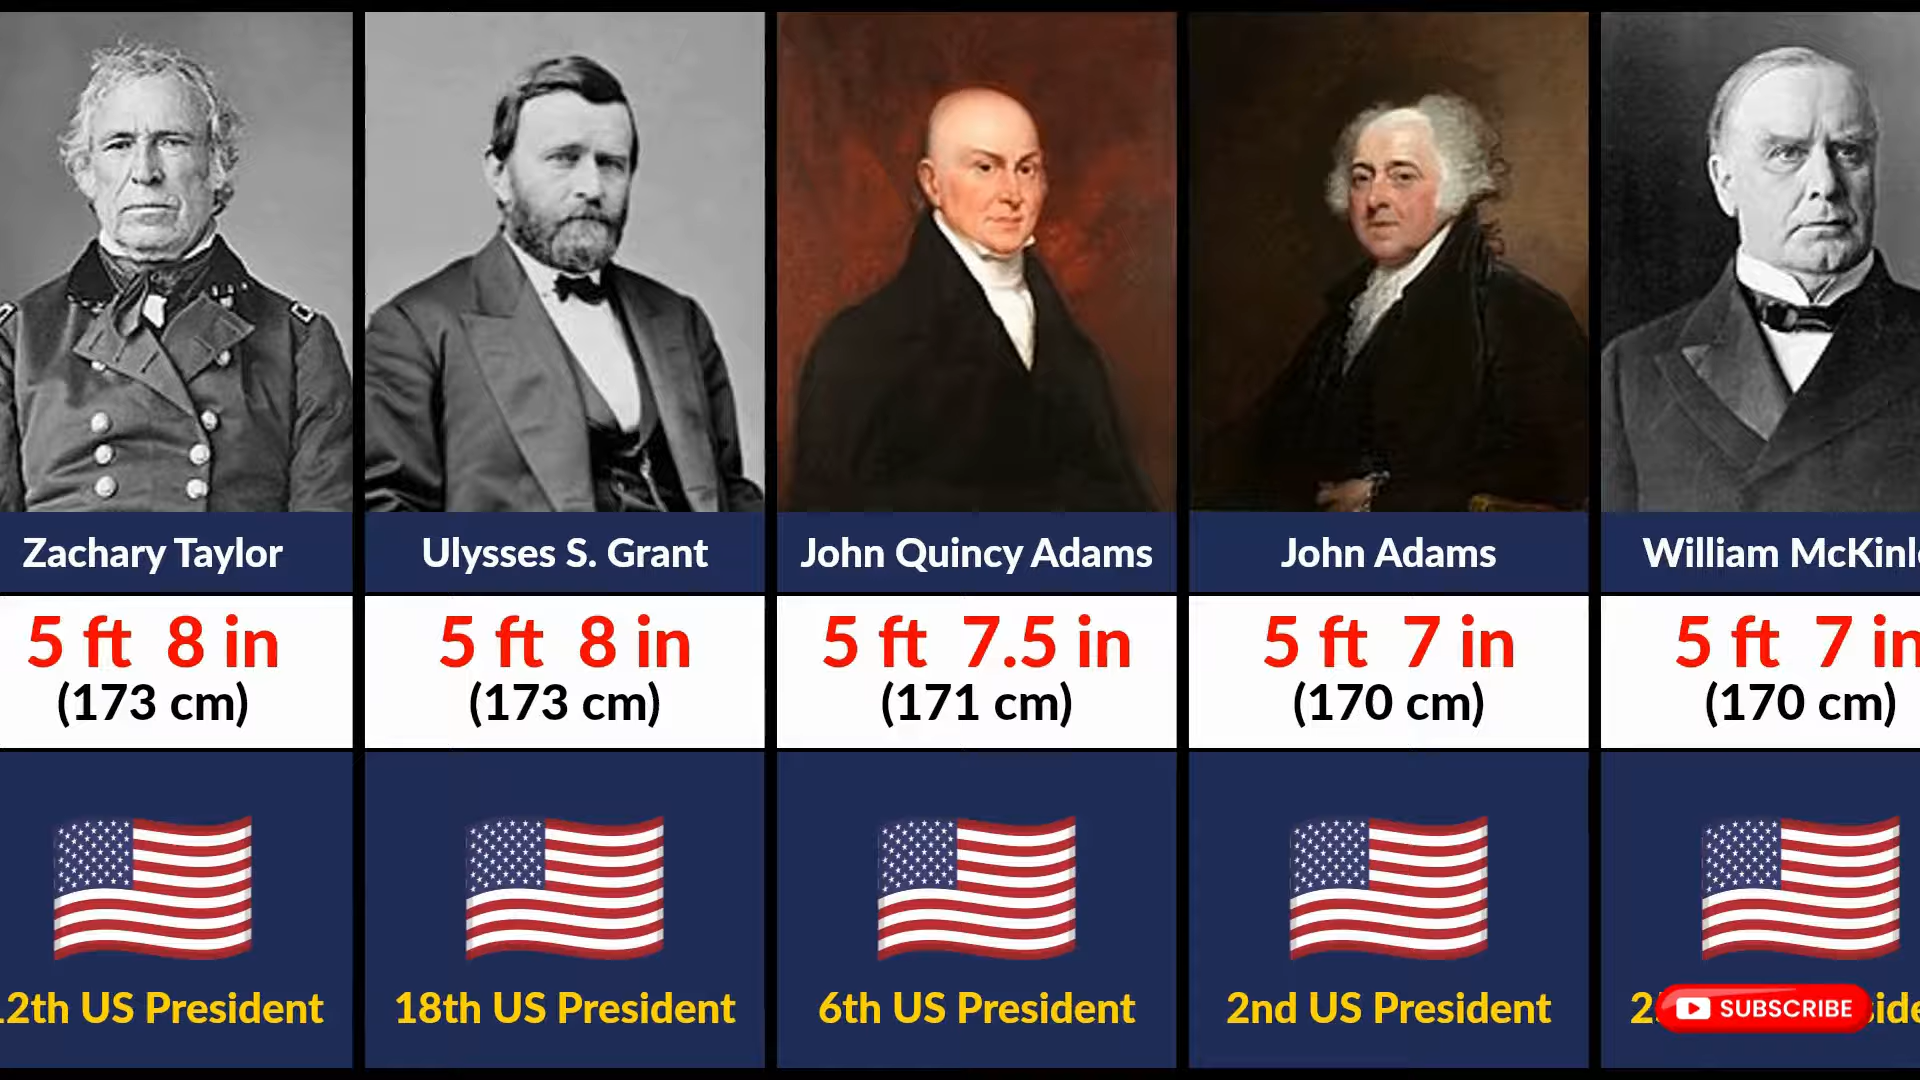 Zachary Taylor
5 ft 8 in
(173 cm)
2th US President
Ulysses S. Grant
5 ft 8 in
(173 cm)
18th US President
John Quincy Adams
5 ft 7.5 in
(171 cm)
6th US President
John Adams
5 ft 7 in
(170 cm)
2nd US President
William McKinl
5 ft 7 in
(170 cm)
2
SUBSCRIBE